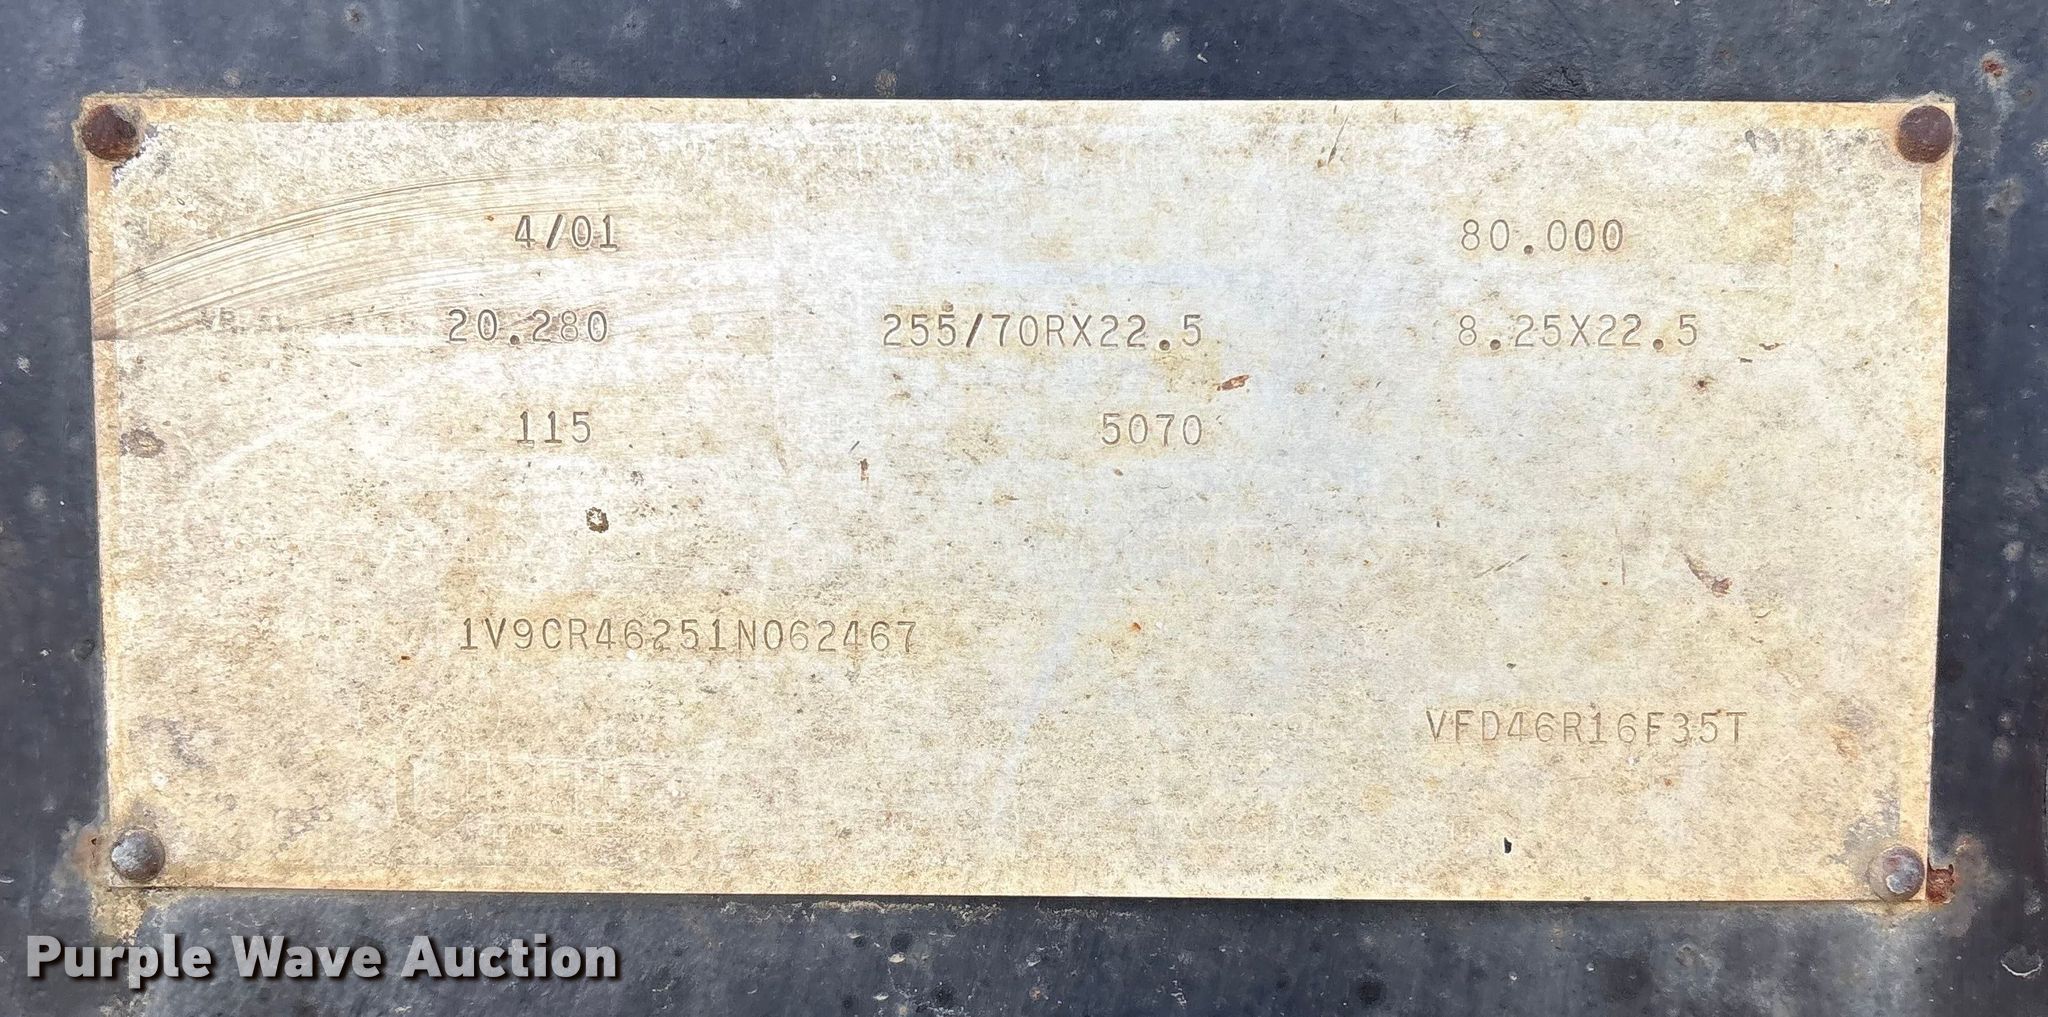 4/01 80.000
20.280 255/70RX22.5 8.25X22.5
115 5070
1V9CR46251N062467
VFD46R16F35T
Purple Wave Auction